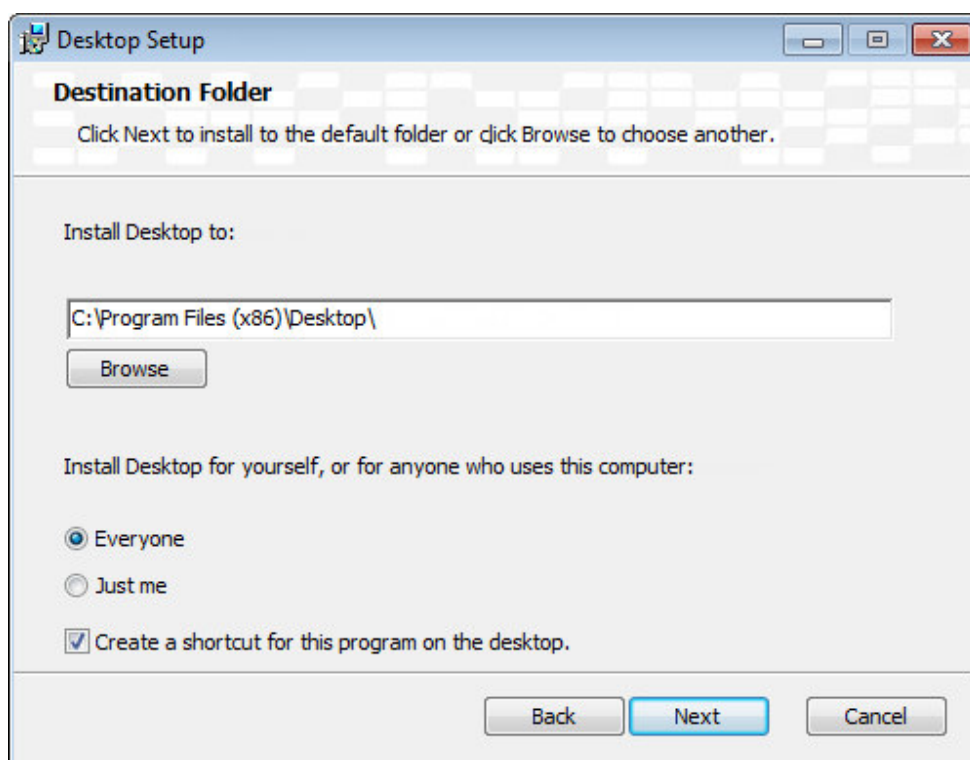 Desktop Setup
Destination Folder
Click Next to install to the default folder or click Browse to choose another.
Install Desktop to:
C:\Program Files (x86)\Desktop\
Browse
Install Desktop for yourself, or for anyone who uses this computer:
Everyone
Just me
Create a shortcut for this program on the desktop.
Back Next Cancel